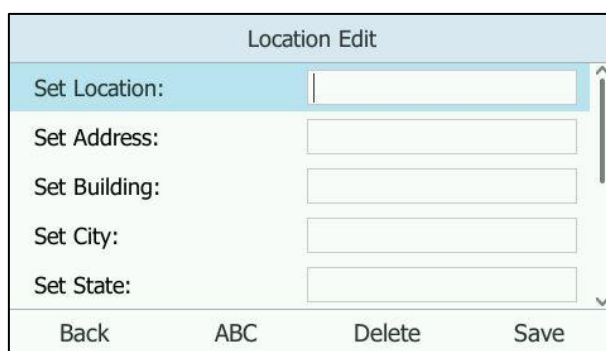 Location Edit
Set Location:
Set Address:
Set Building:
Set City:
Set State:
Back ABC Delete Save